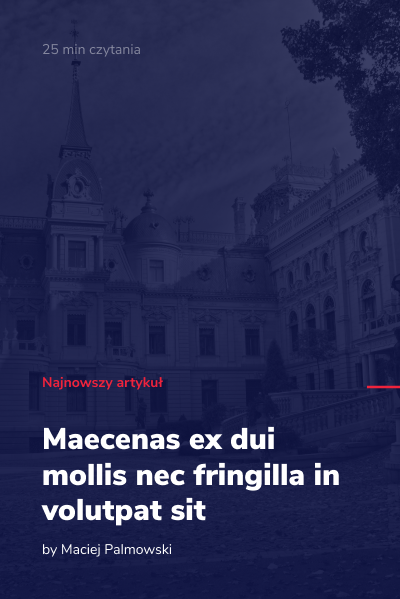 25 min czytania
Najnowszy artykuł
Maecenas ex dui
mollis nec fringilla in
volutpat sit
by Maciej Palmowski